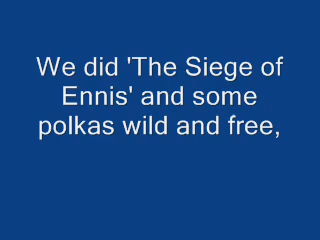 We did 'The Siege of
Ennis' and some
polkas wild and free,